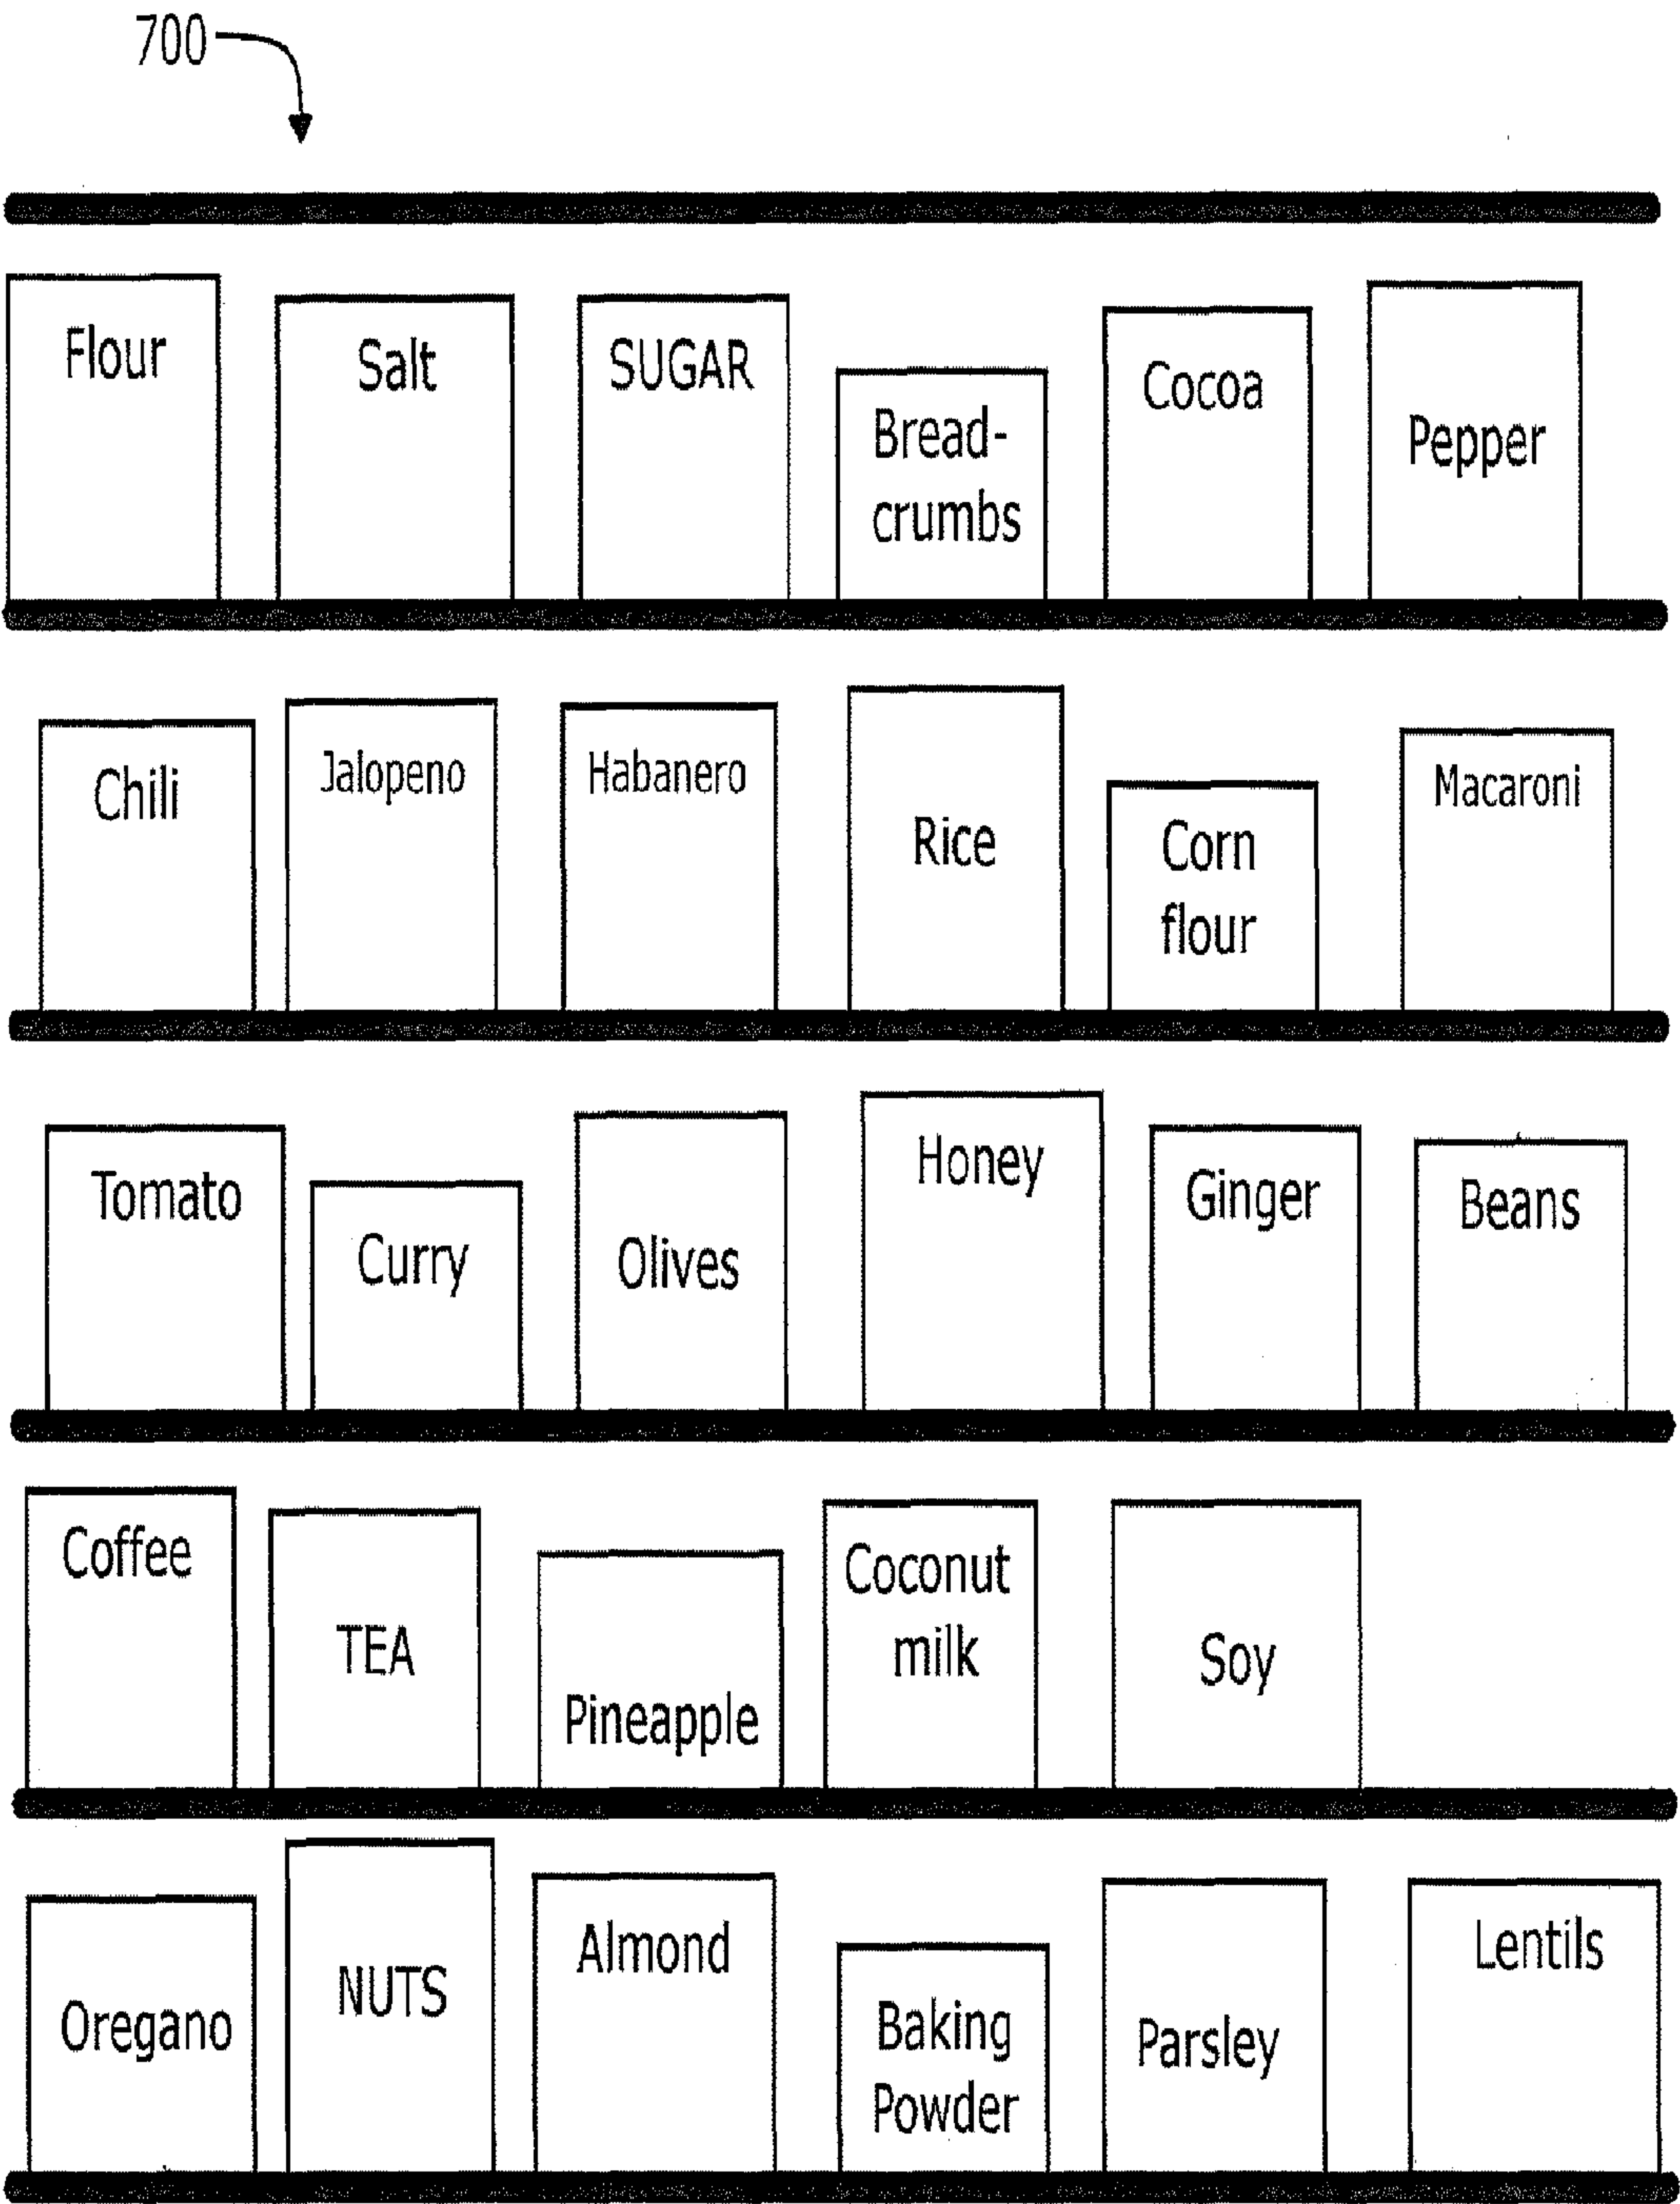 700
Flour
Salt
SUGAR
Bread-
crumbs
Cocoa
Pepper
Chili
Jalopeno
Habanero
Rice
Corn
flour
Macaroni
Tomato
Curry
Olives
Honey
Ginger
Beans
Coffee
TEA
Pineapple
Coconut
milk
Soy
Oregano
NUTS
Almond
Baking
Powder
Parsley
Lentils